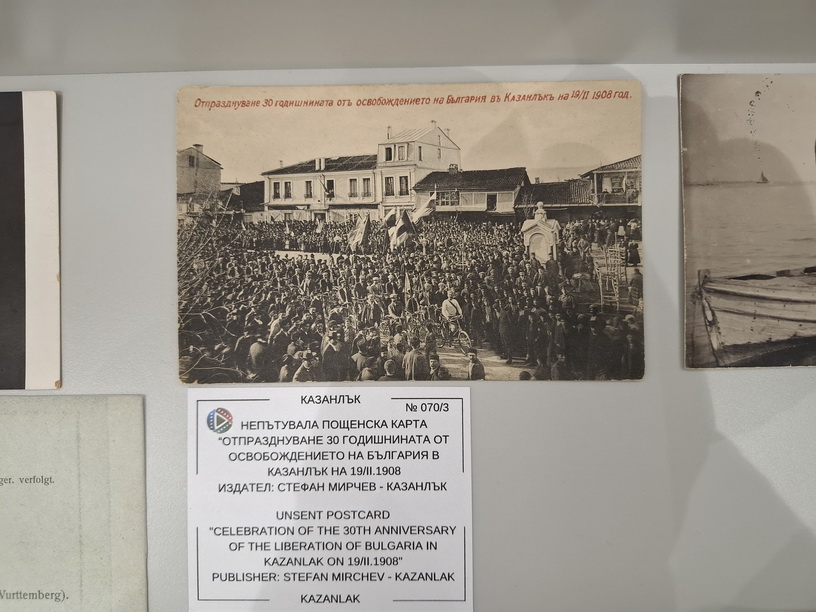 Отпразднуване 30 годишнината отъ освобождението на България въ Казанлъкъ на 19/II 1908 год.
КАЗАНЛЪК
№ 070/3
НЕПЪТУВАЛА ПОЩЕНСКА КАРТА
"ОТПРАЗДНУВАНЕ 30 ГОДИШНИНАТА ОТ
ОСВОБОЖДЕНИЕТО НА БЪЛГАРИЯ В
КАЗАНЛЪК НА 19/II.1908
ИЗДАТЕЛ: СТЕФАН МИРЧЕВ - КАЗАНЛЪК
UNSENT POSTCARD
"CELEBRATION OF THE 30TH ANNIVERSARY
OF THE LIBERATION OF BULGARIA IN
KAZANLAK ON 19/II.1908"
PUBLISHER: STEFAN MIRCHEV - KAZANLAK
KAZANLAK
ger. verfolgt.
Wurttemberg).